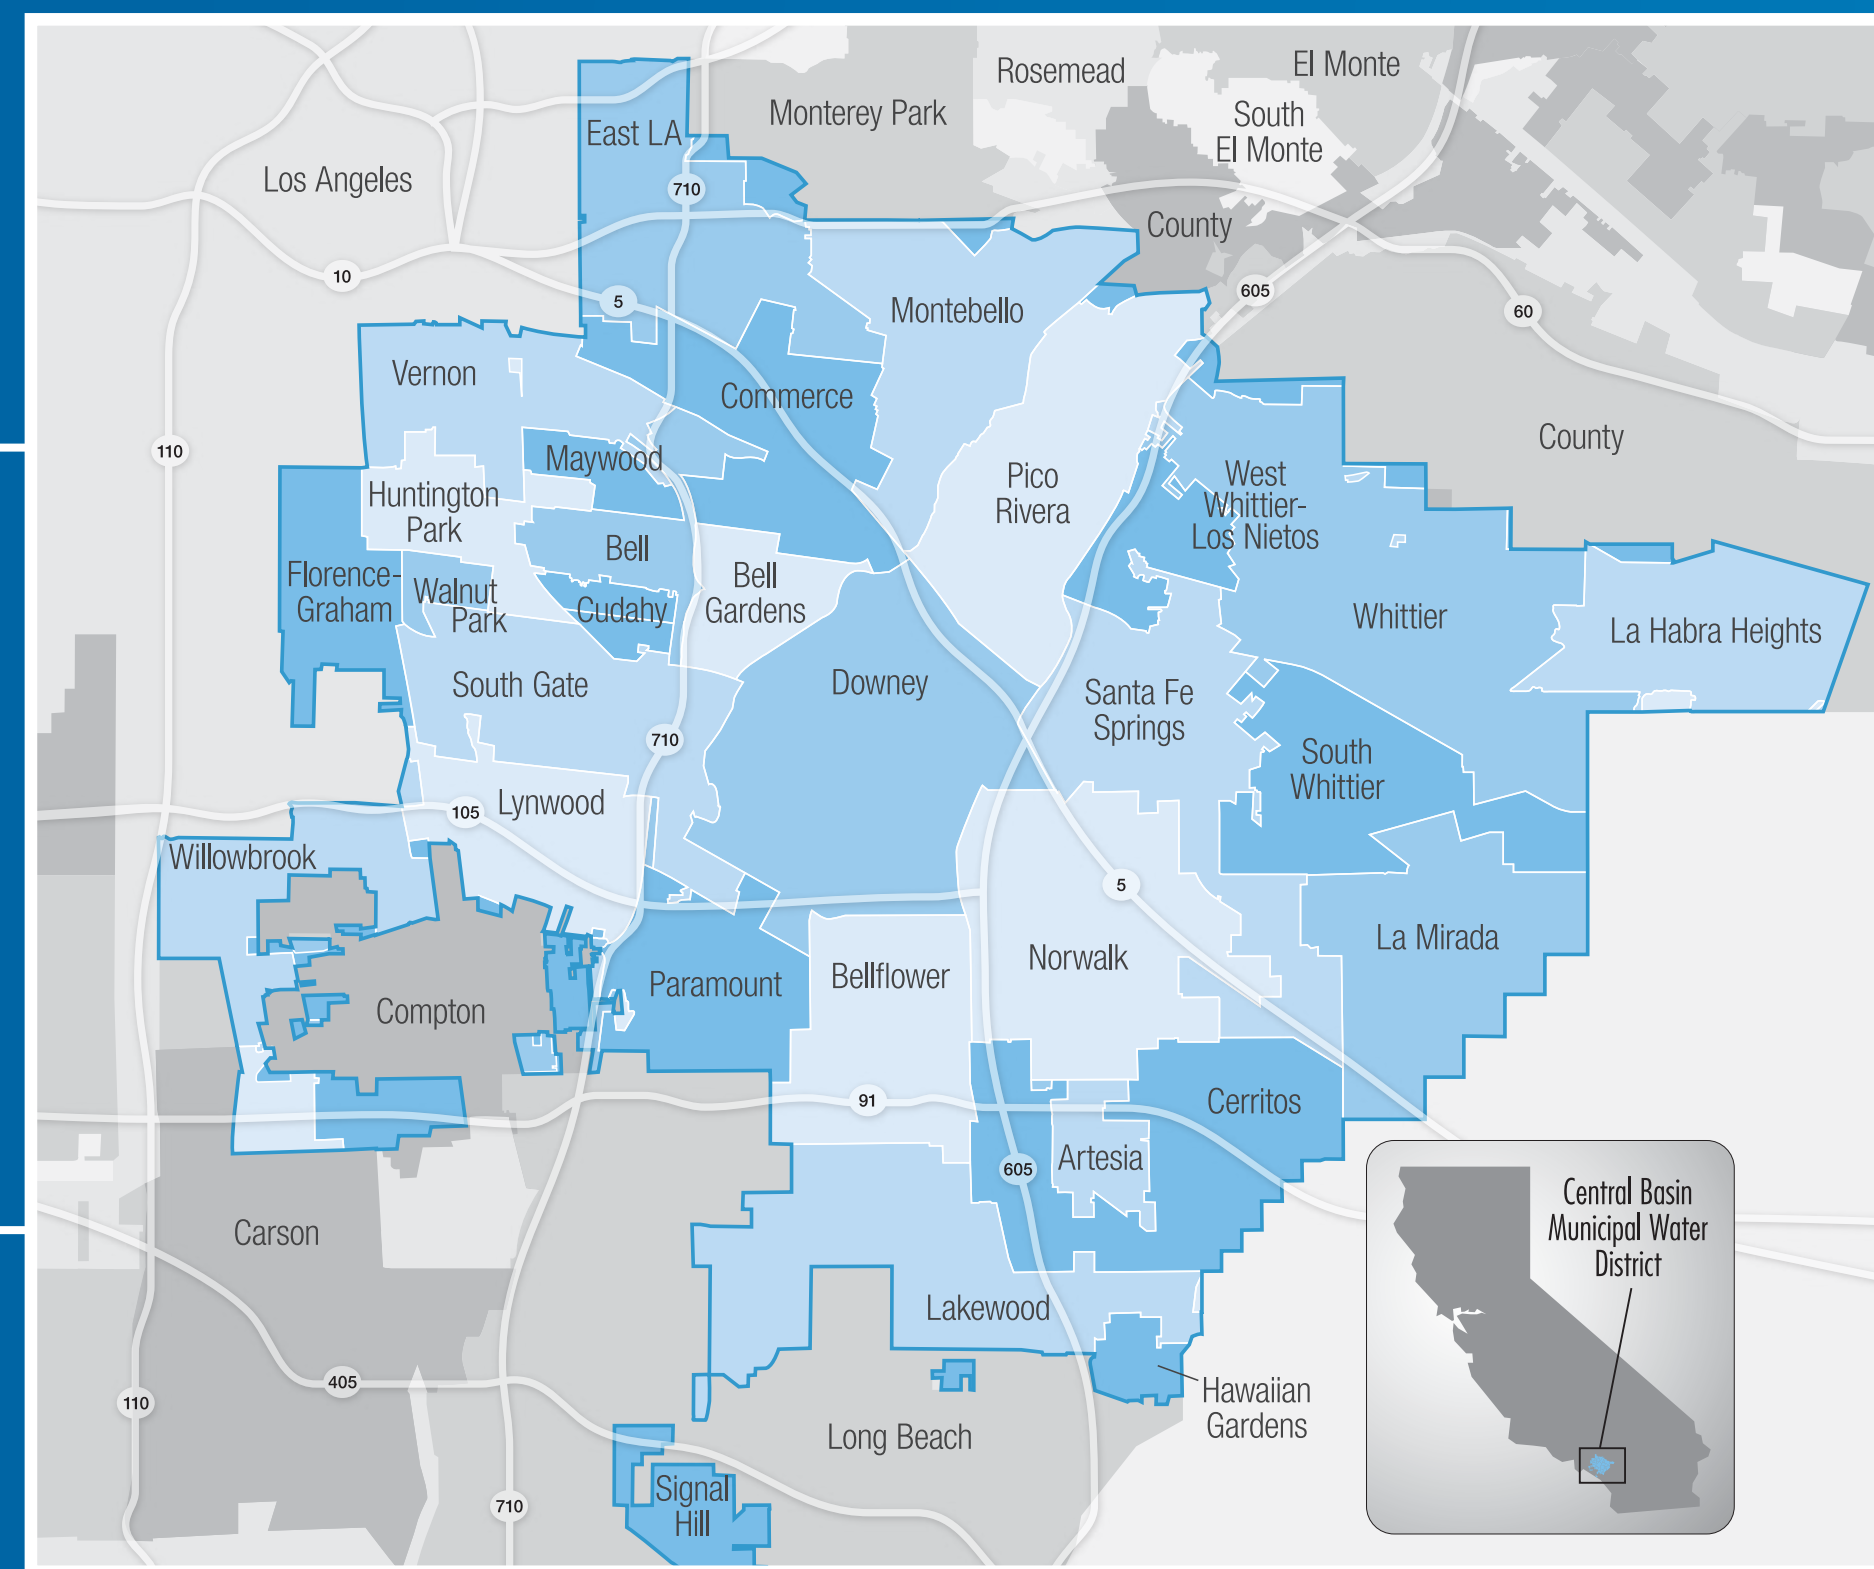 Rosemead
El Monte
Monterey Park
South
El Monte
East LA
Los Angeles
710
County
10
5
605
60
Montebello
Vernon
Commerce
110
County
Maywood
West
Whittier-
Los Nietos
Pico
Rivera
Huntington
Park
Bell
Florence-
Graham
Walnut
Park
Cudahy
Bell
Gardens
Whittier
La Habra Heights
South Gate
Downey
Santa Fe
Springs
710
South
Whittier
105
Lynwood
Willowbrook
5
La Mirada
Norwalk
Bellflower
Paramount
Compton
91
Cerritos
Artesia
605
Carson
Central Basin
Municipal Water
District
Lakewood
405
110
Hawaiian
Gardens
Long Beach
Signal
Hill
710